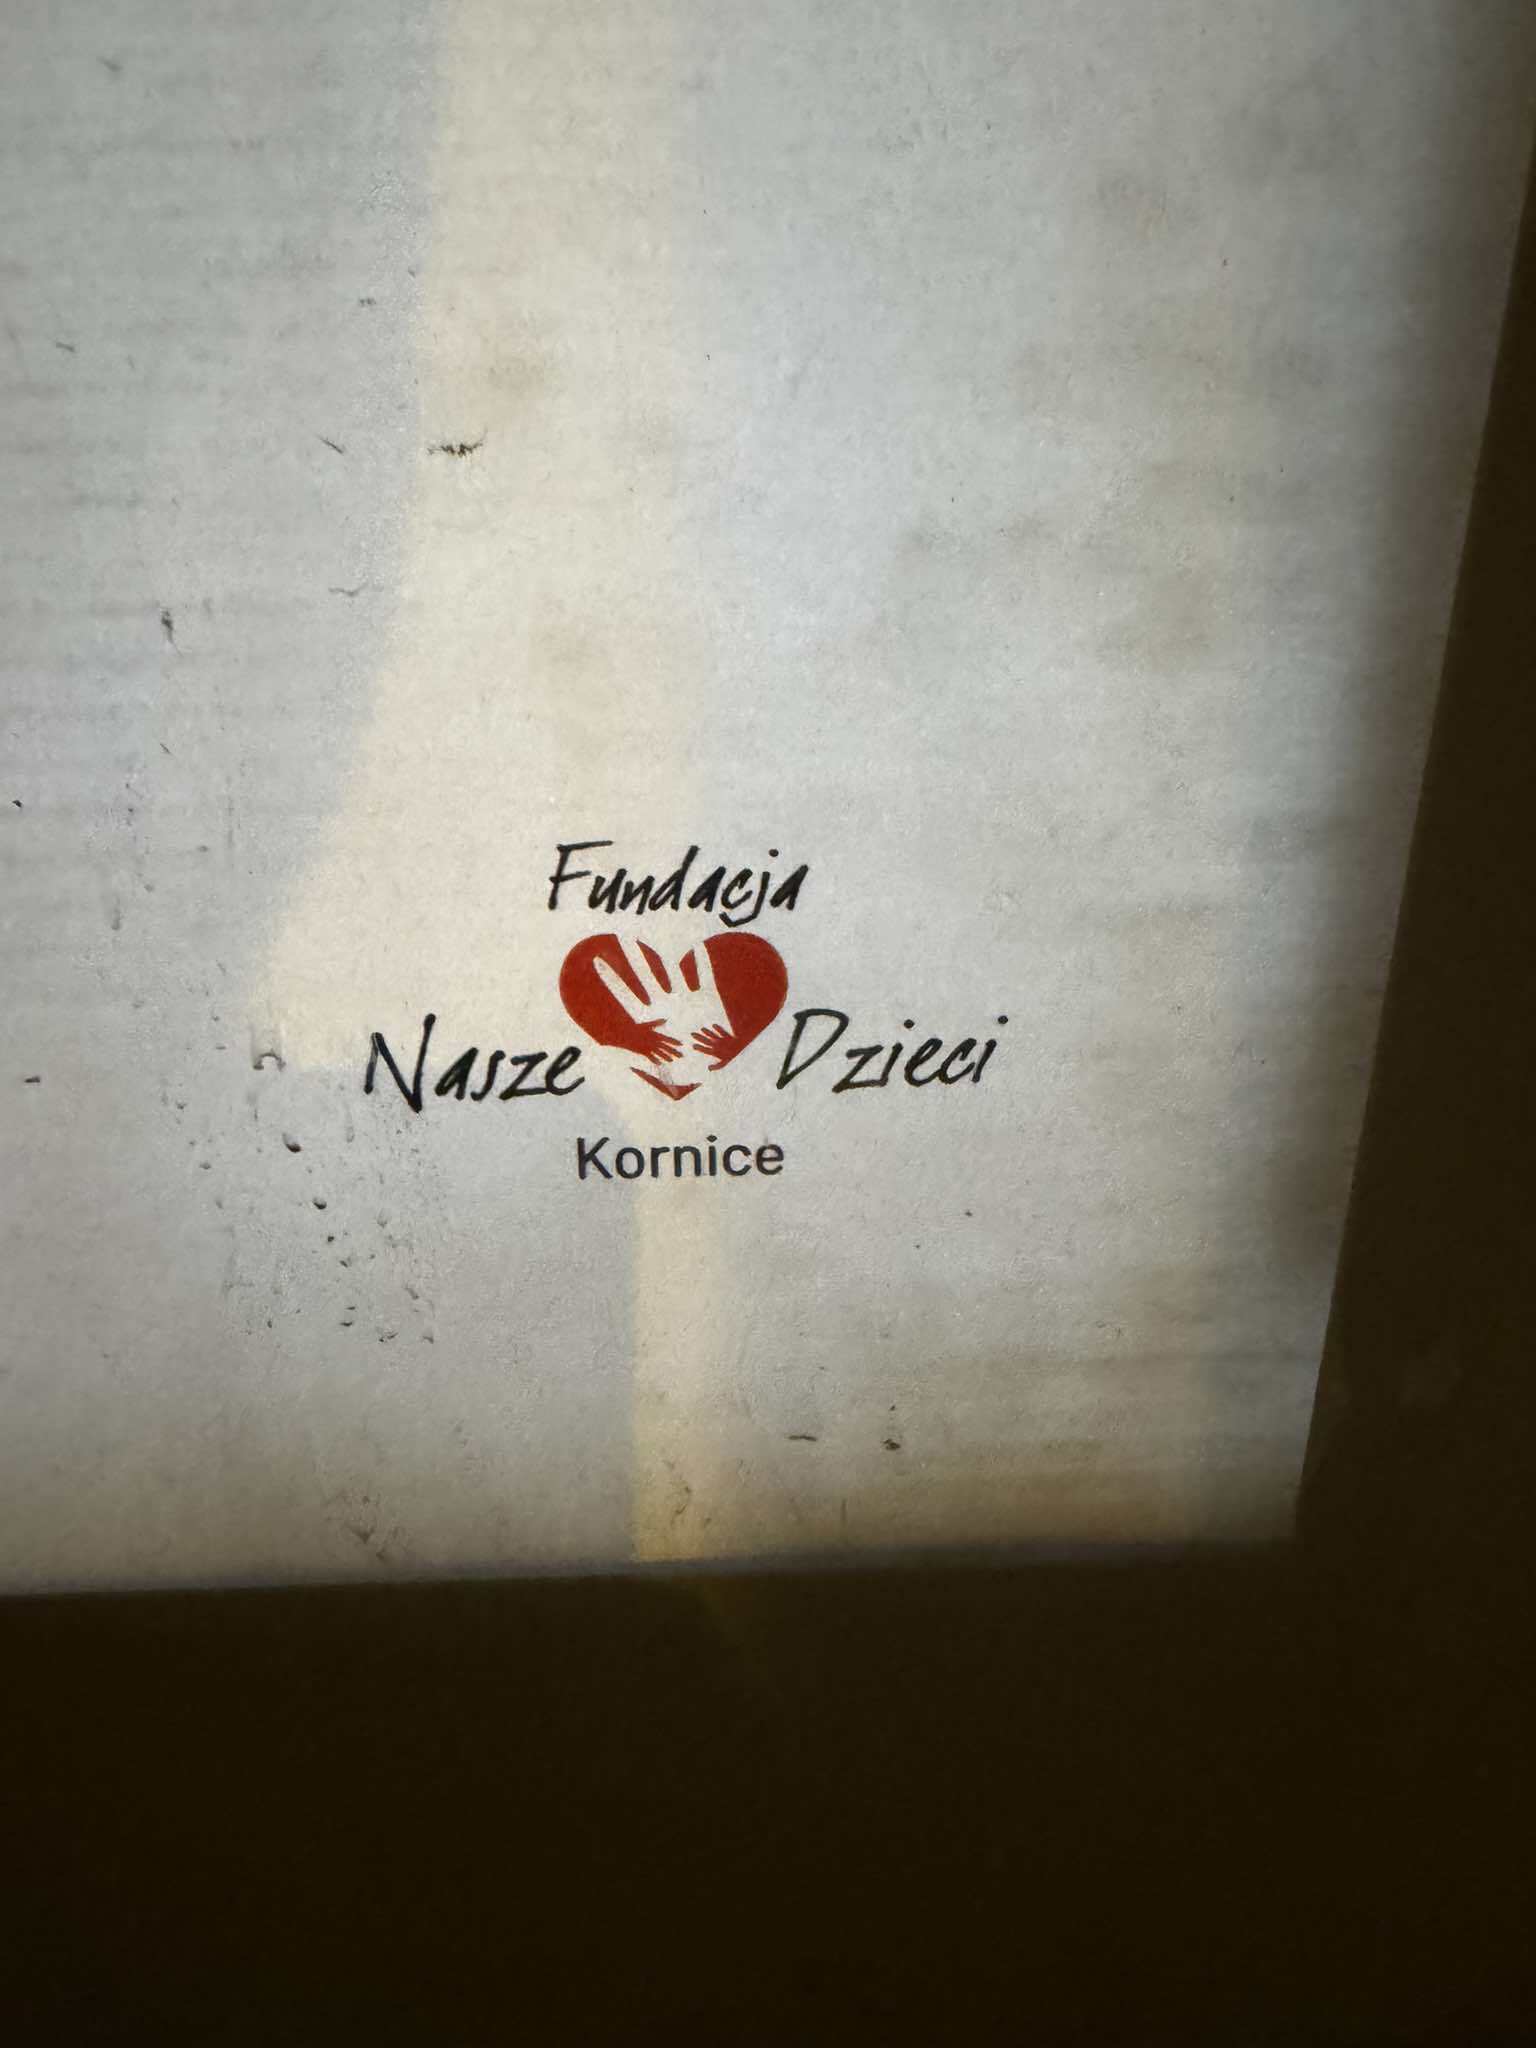 Fundacja
Nasze Dzieci
Kornice